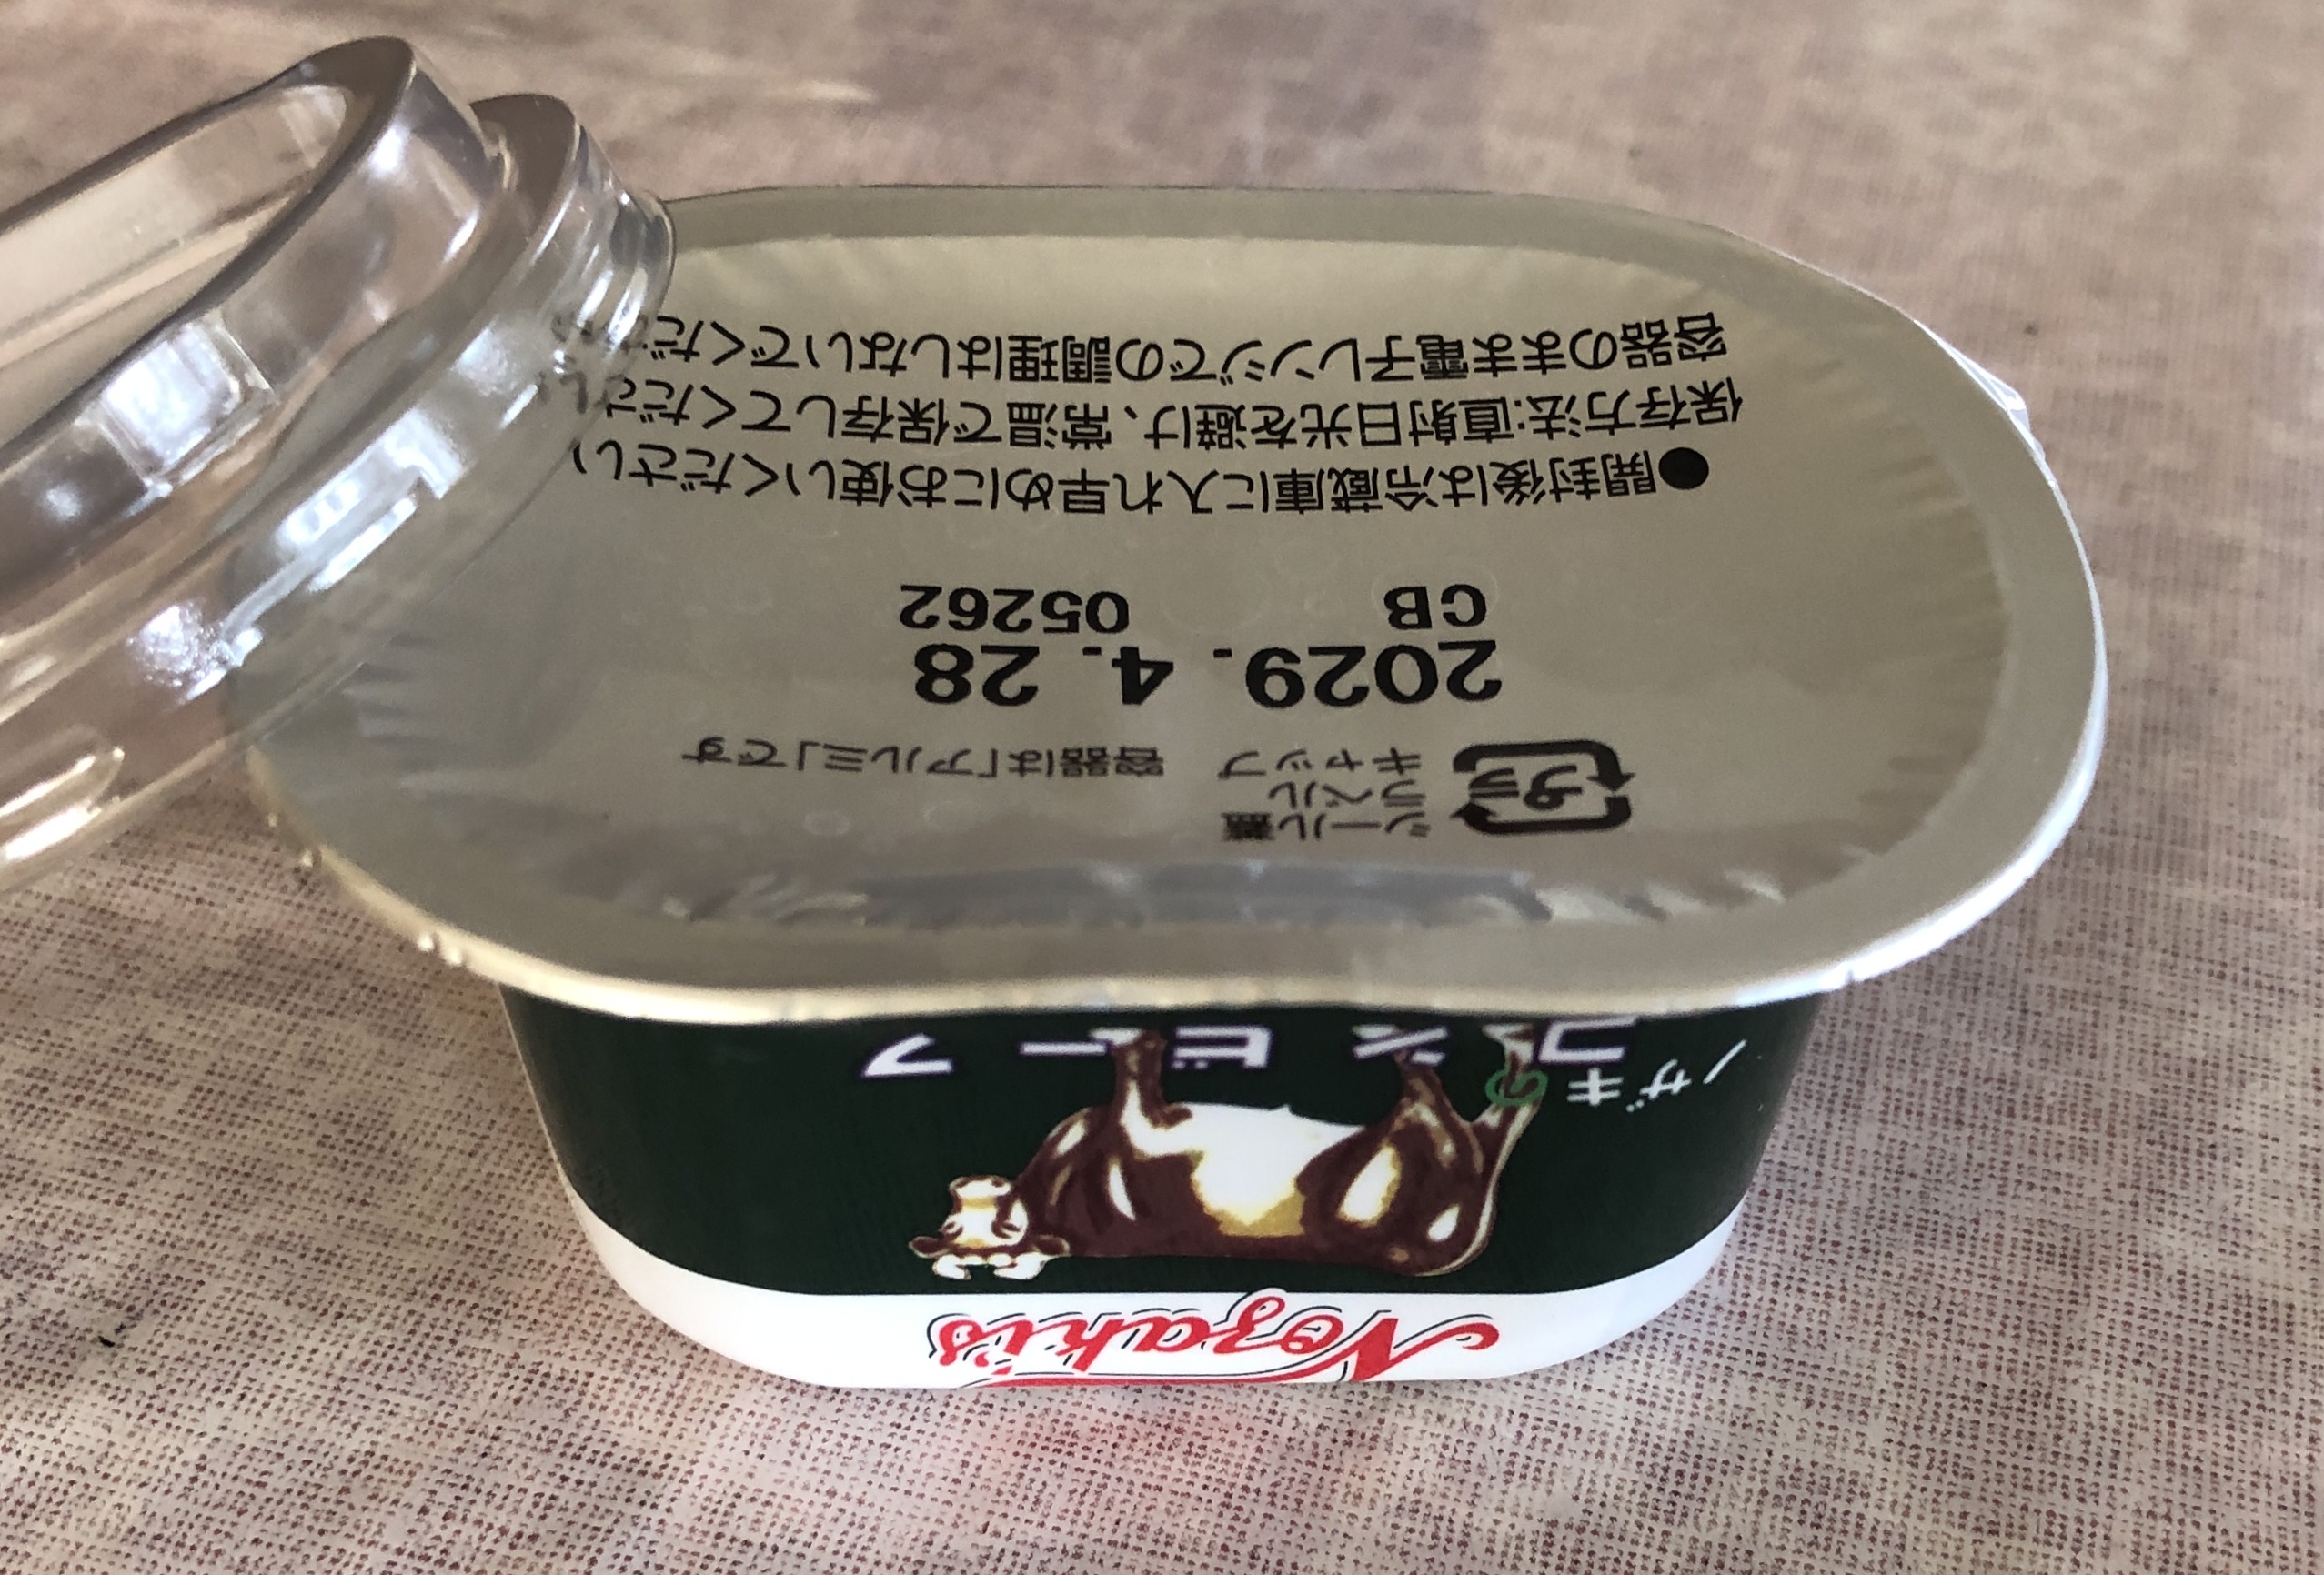 Nozaki's
ノザキの
コンビーフ
シール蓋
ラベル
プラ キャップ 容器は「アルミ」です
2029. 4. 28
CB 05262
●開封後は冷蔵庫に入れ早めにお使いください
保存方法:直射日光を避け、常温で保存してください
容器のまま電子レンジでの調理はしないでください